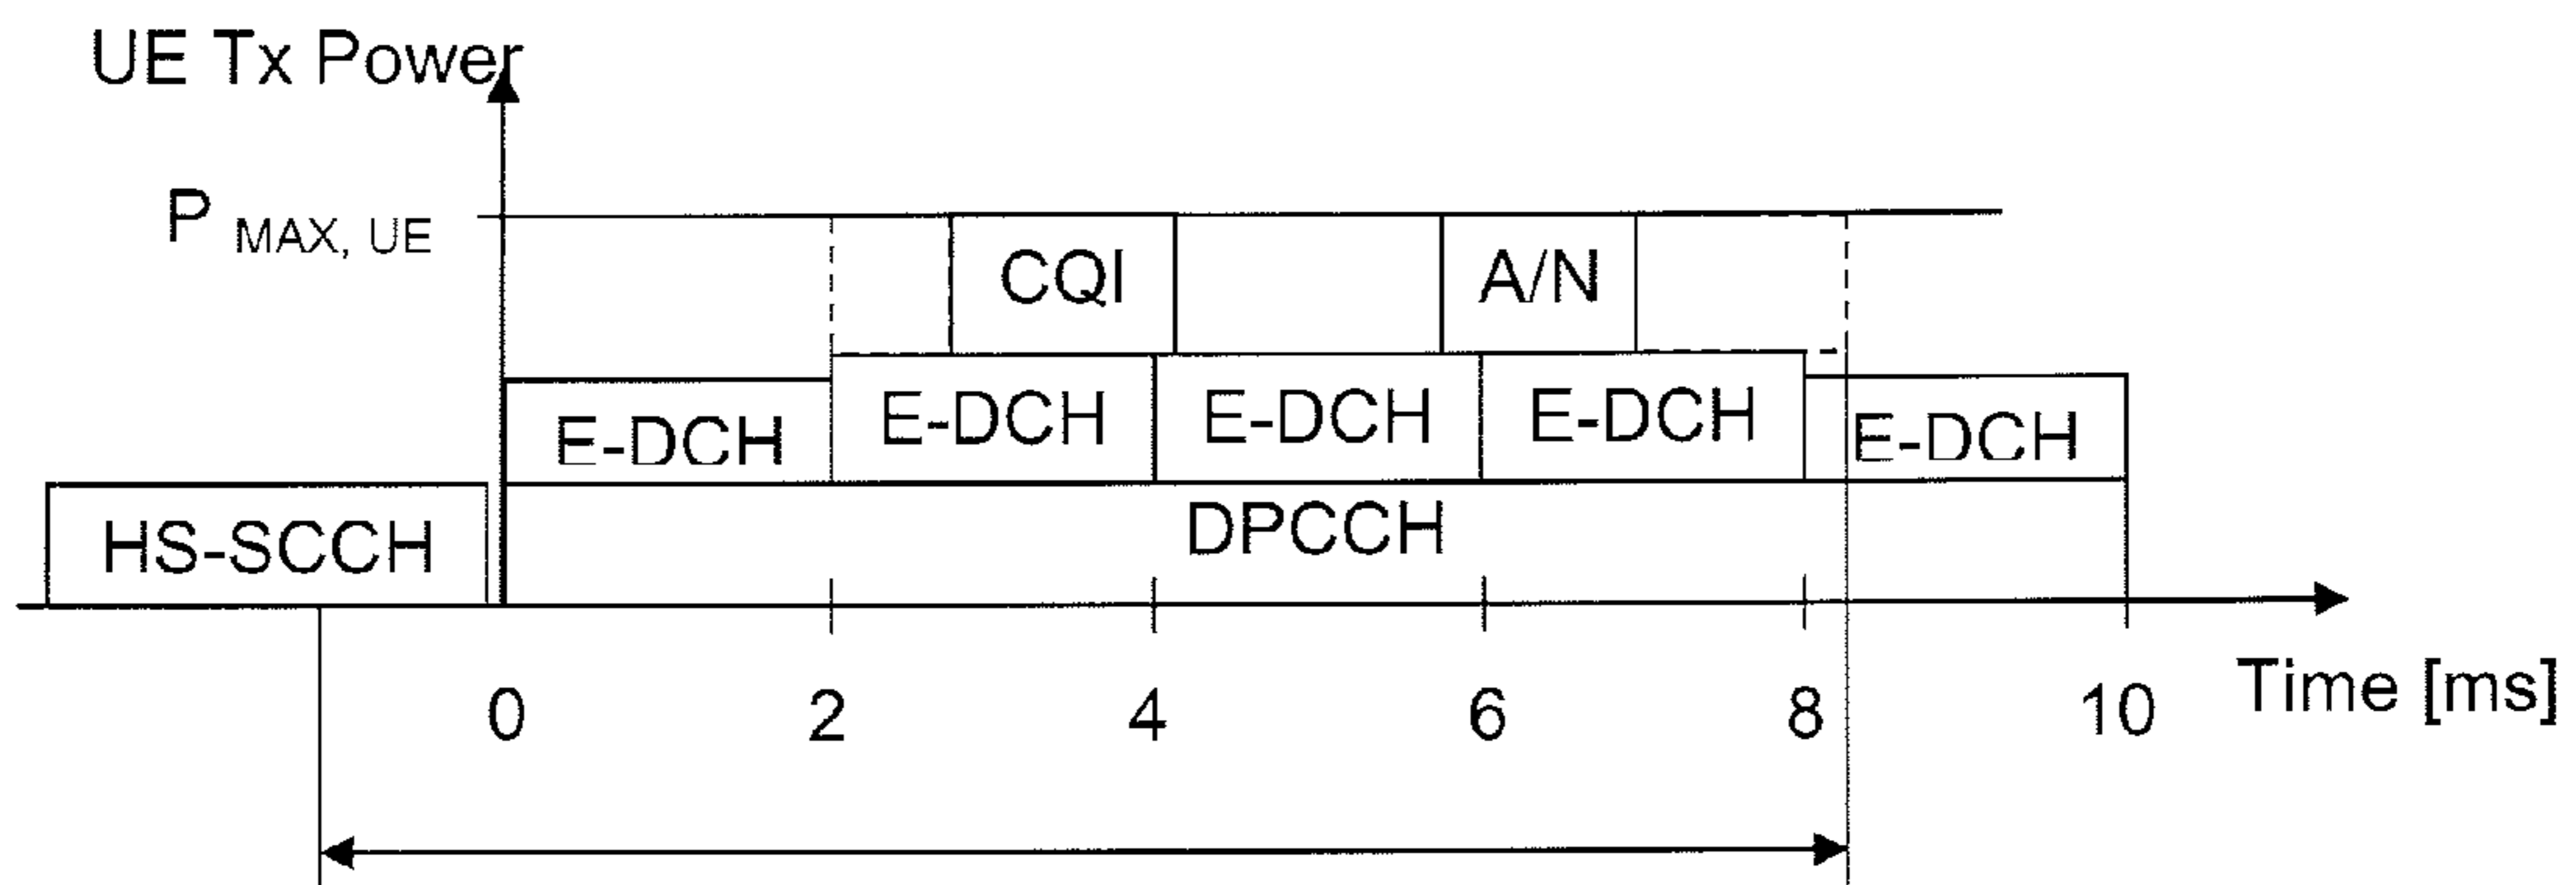 UE Tx Power
P MAX, UE
CQI
A/N
E-DCH
E-DCH
E-DCH
E-DCH
E-DCH
HS-SCCH
DPCCH
0
2
4
6
8
10
Time [ms]